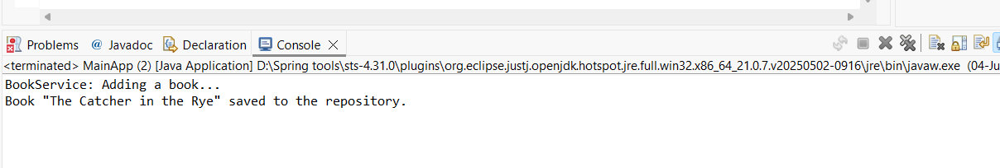 Problems @ Javadoc Declaration Console
<terminated> MainApp (2) [Java Application] D:\Spring tools\sts-4.31.0\plugins\org.eclipse.justj.openjdk.hotspot.jre.full.win32.x86_64_21.0.7.v20250502-0916\jre\bin\javaw.exe (04-Ju
BookService: Adding a book...
Book "The Catcher in the Rye" saved to the repository.